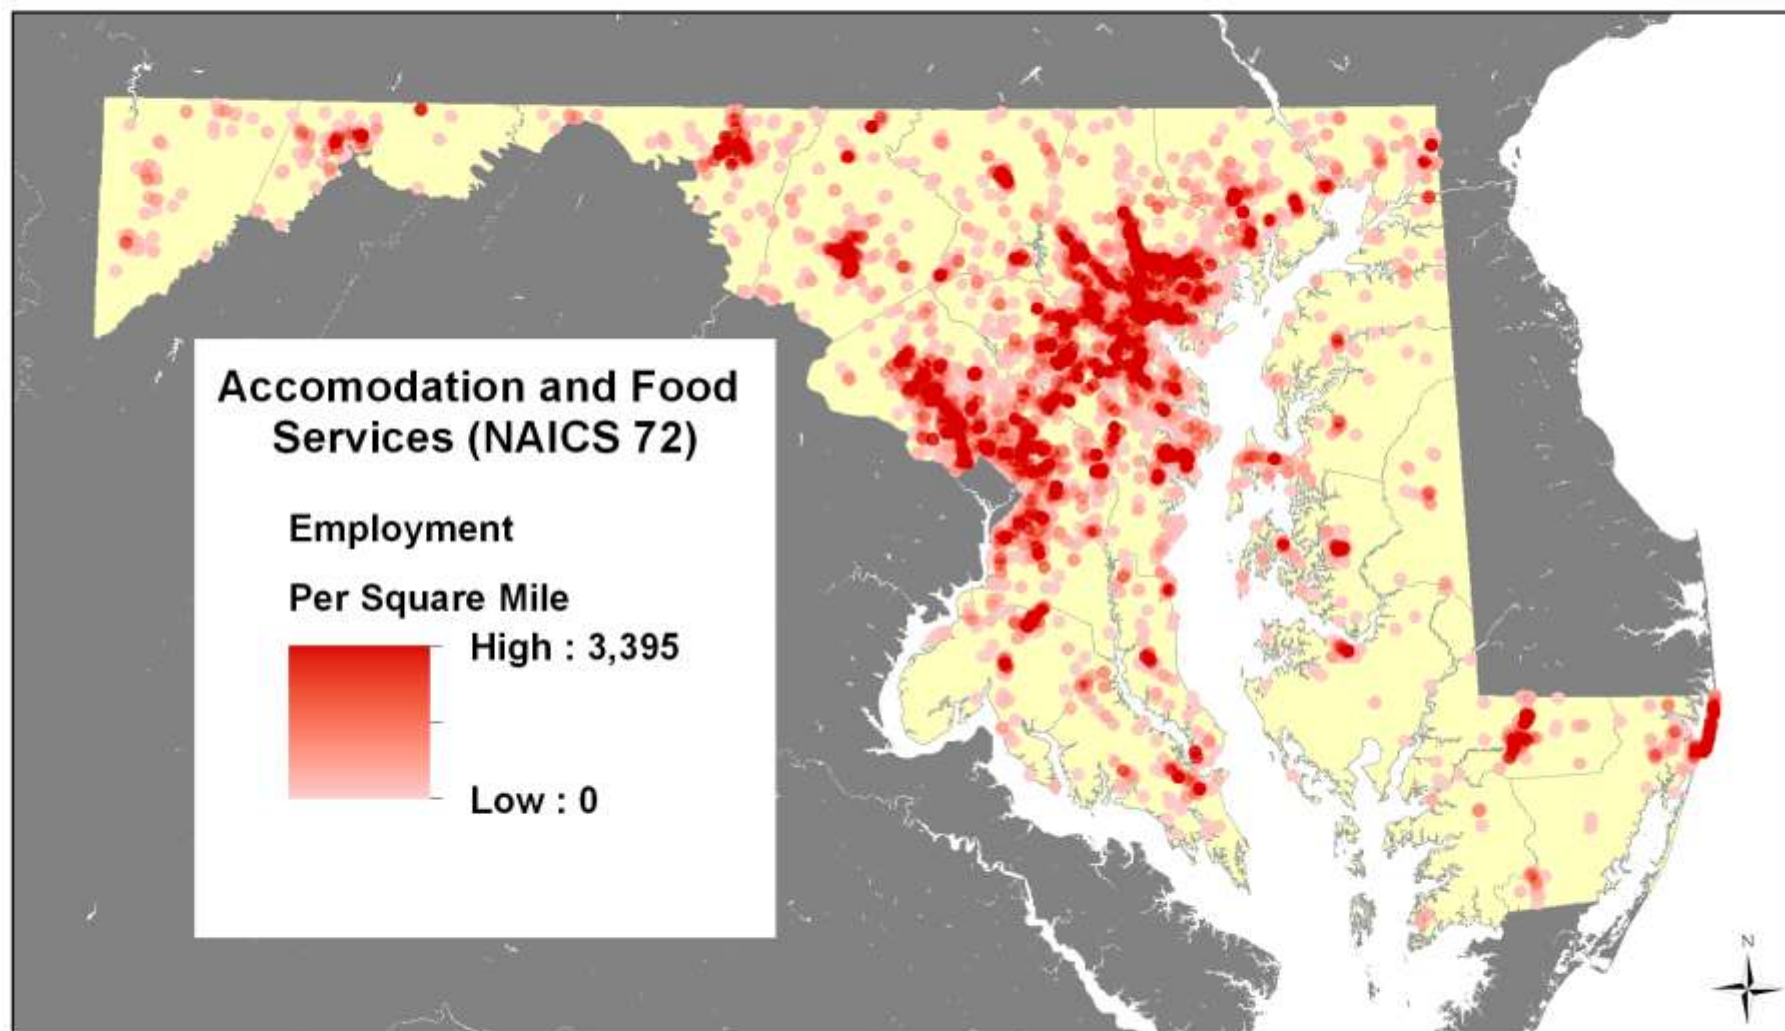 Accomodation and Food
Services (NAICS 72)
Employment
Per Square Mile
High : 3,395
Low : 0
N